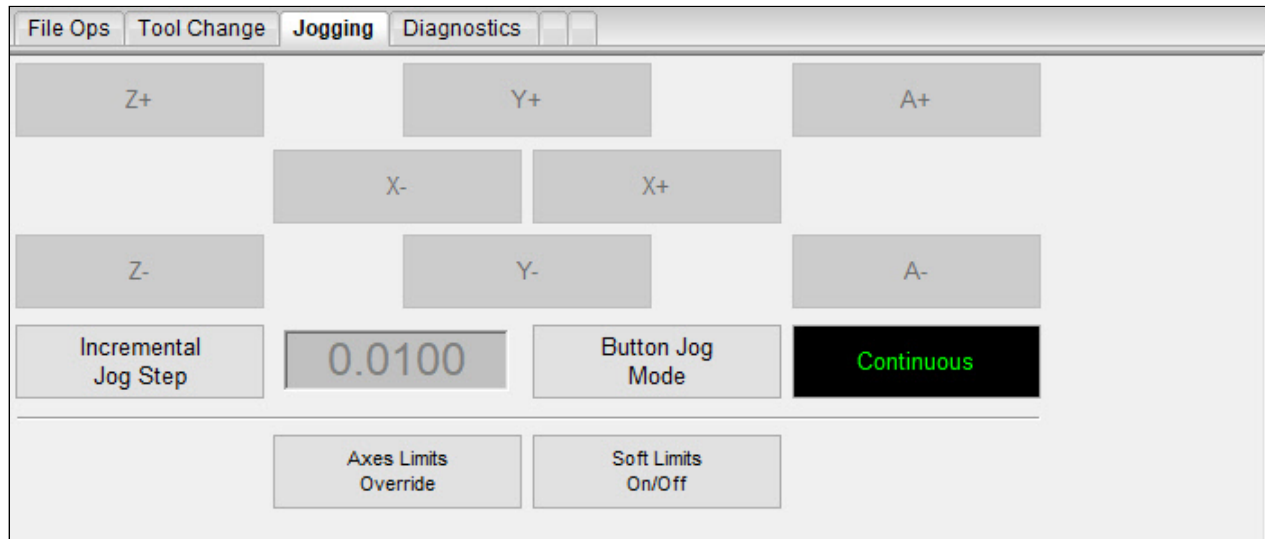 File Ops Tool Change Jogging Diagnostics
Z+ Y+ A+
X- X+
Z- Y- A-
Incremental
Jog Step
0.0100
Button Jog
Mode
Continuous
Axes Limits
Override
Soft Limits
On/Off